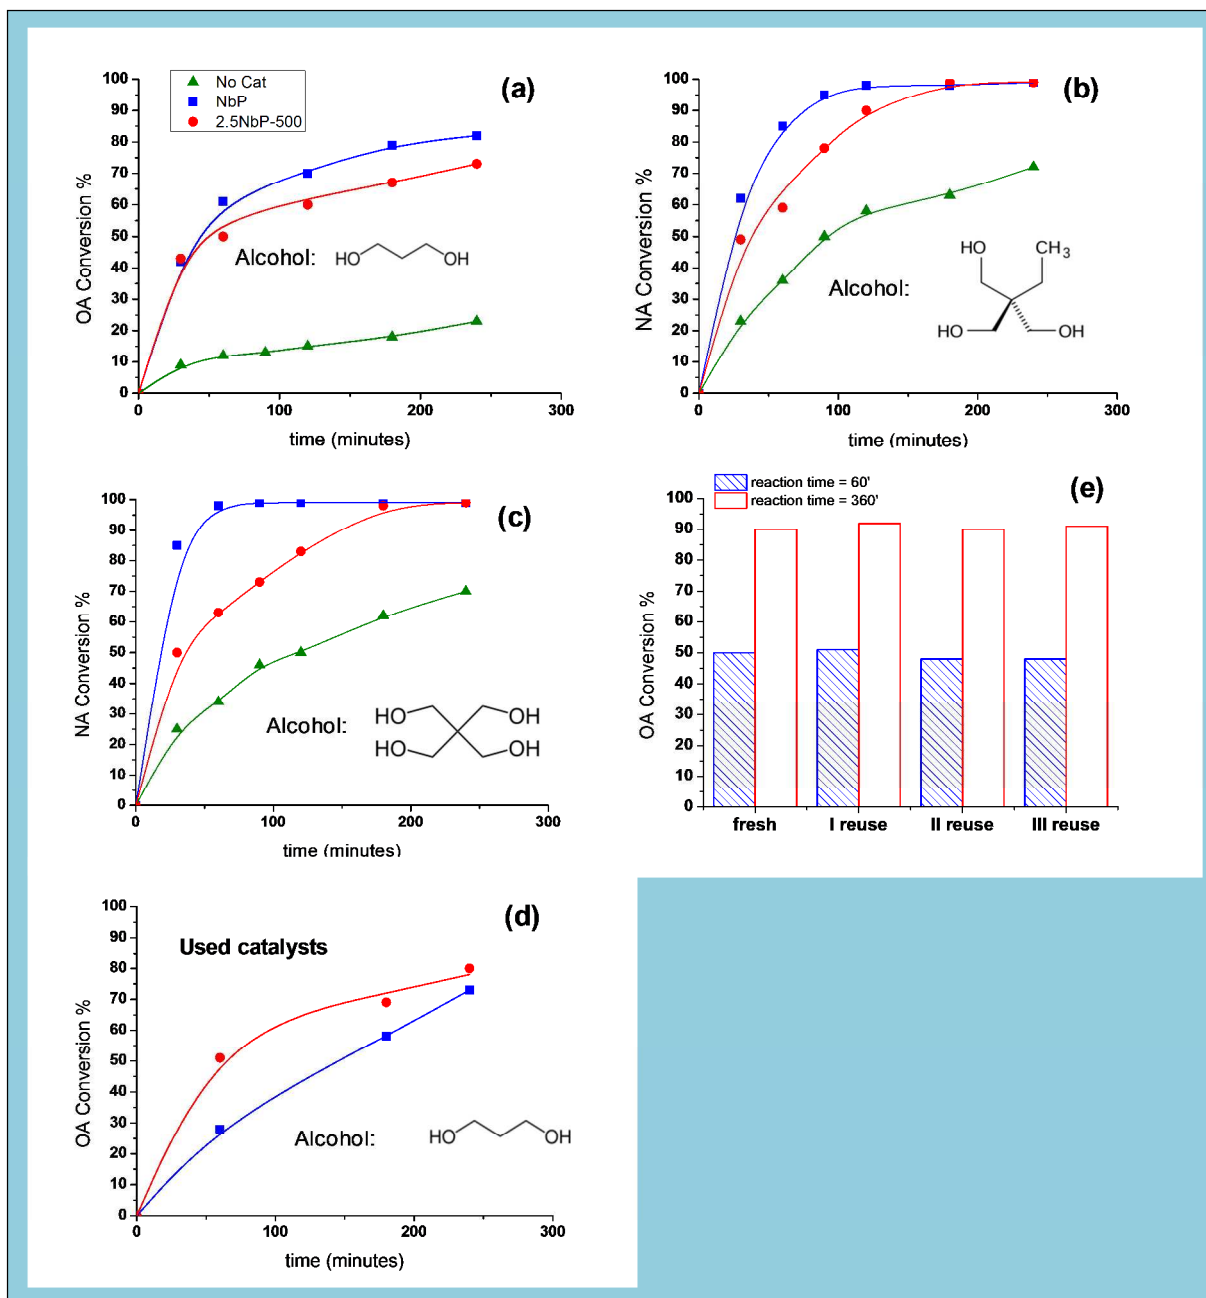 (a)
No Cat
NbP
2.5NbP-500
100
90
80
70
60
50
40
30
20
10
0
OA Conversion %
Alcohol:
HO
OH
0
100
200
300
time (minutes)
(b)
100
90
80
70
60
50
40
30
20
10
0
NA Conversion %
Alcohol:
HO
CH3
HO
OH
0
100
200
300
time (minutes)
(c)
100
90
80
70
60
50
40
30
20
10
0
NA Conversion %
Alcohol:
HO
OH
HO
OH
0
100
200
300
time (minutes)
(e)
reaction time = 60'
reaction time = 360'
100
90
80
70
60
50
40
30
20
10
0
OA Conversion %
fresh
I reuse
II reuse
III reuse
(d)
Used catalysts
100
90
80
70
60
50
40
30
20
10
0
OA Conversion %
Alcohol:
HO
OH
0
100
200
300
time (minutes)